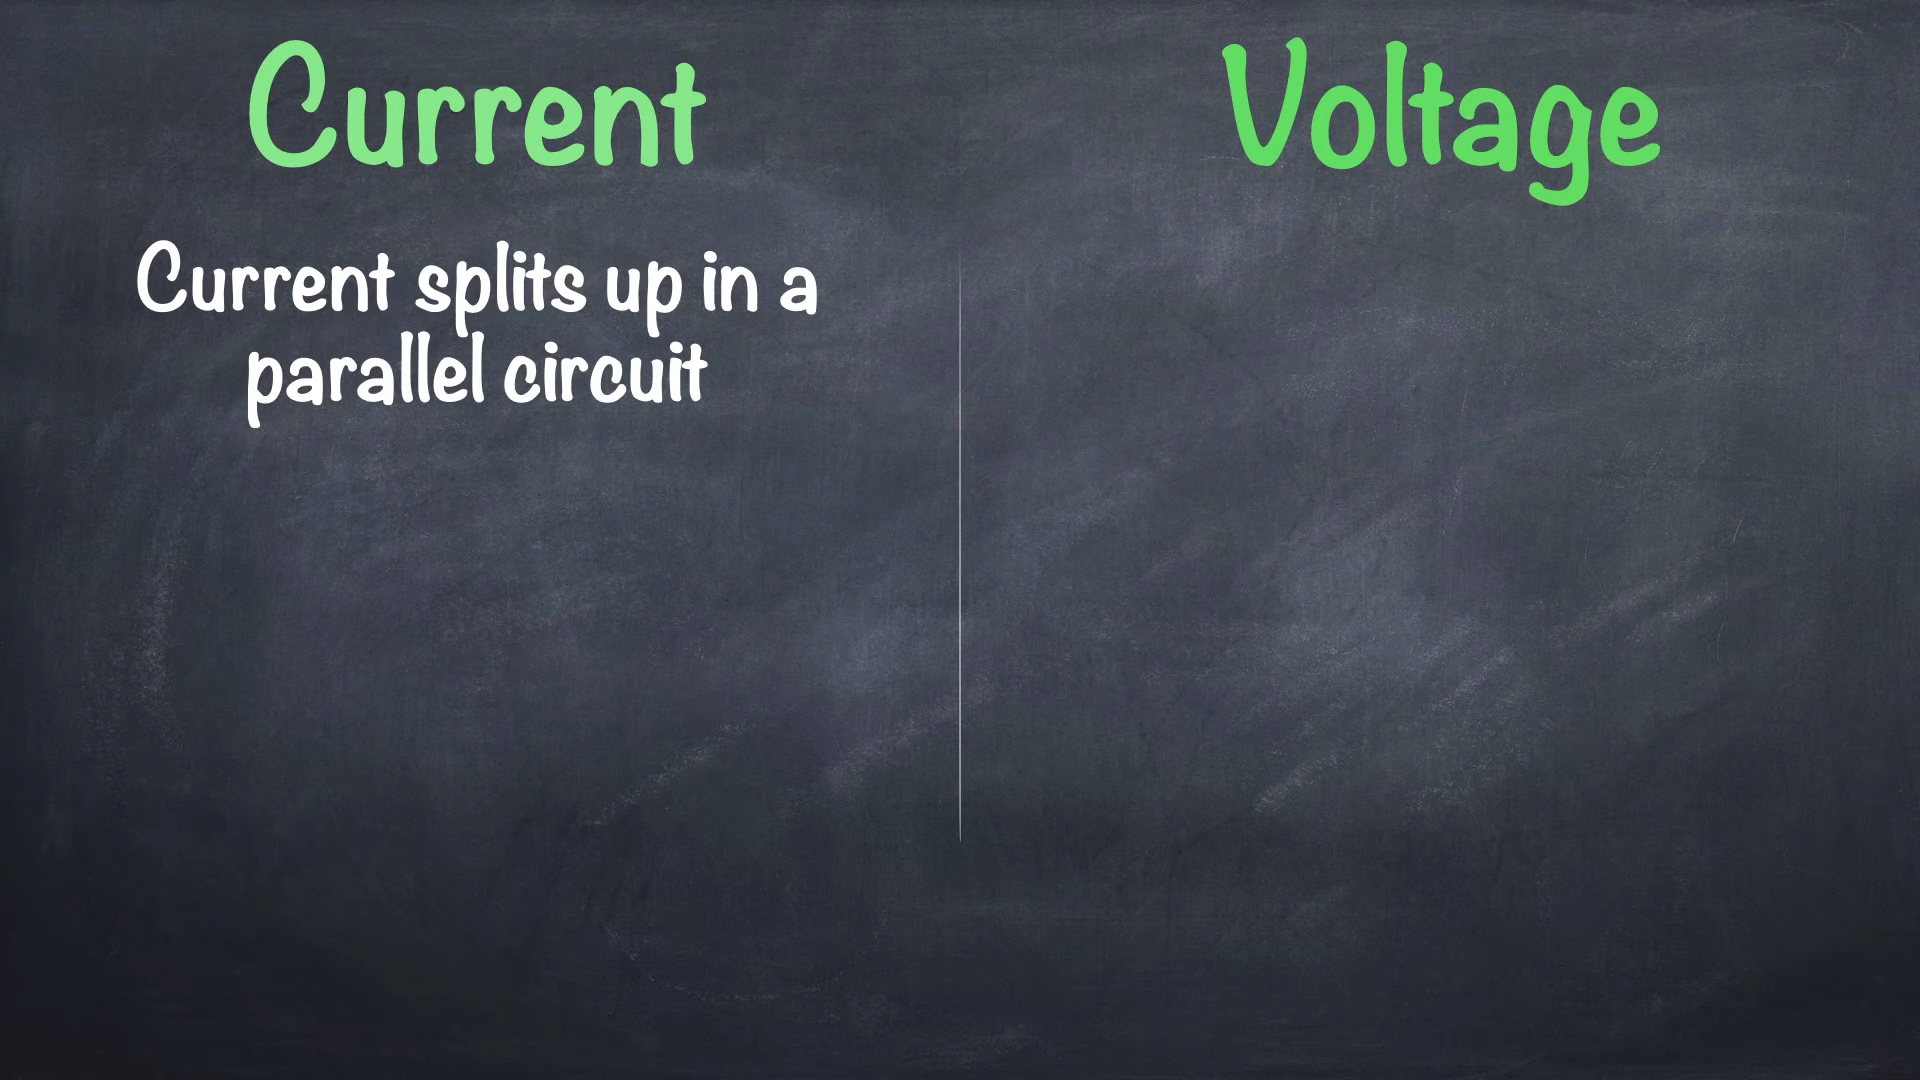 Current
Voltage
Current splits up in a
parallel circuit